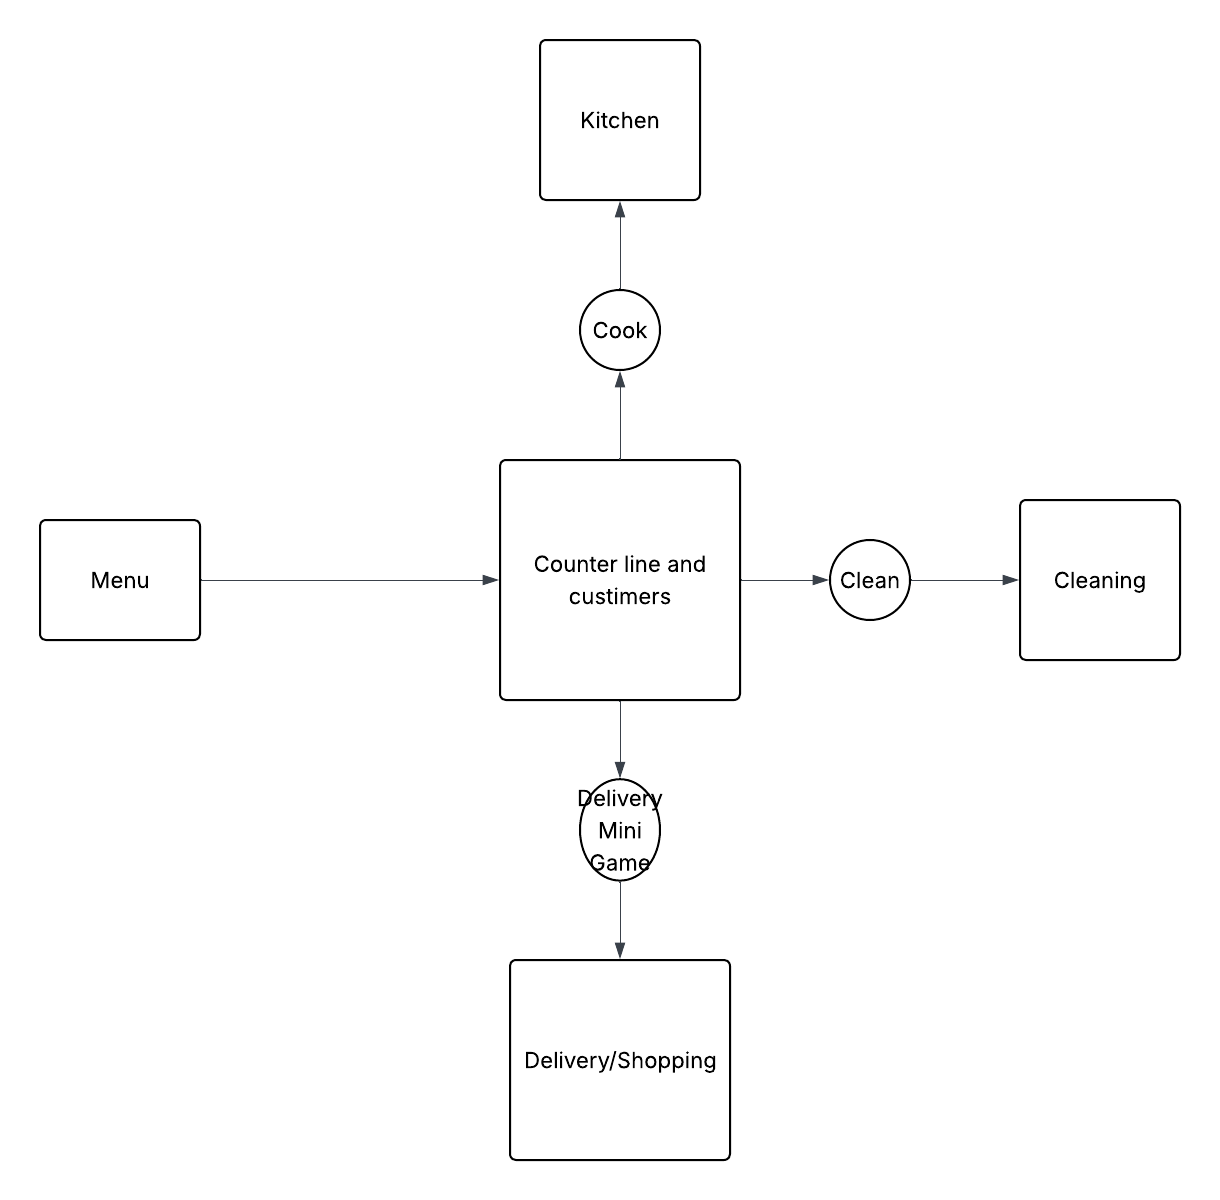 Kitchen
Cook
Menu
Counter line and
custimers
Clean
Cleaning
Delivery
Mini
Game
Delivery/Shopping